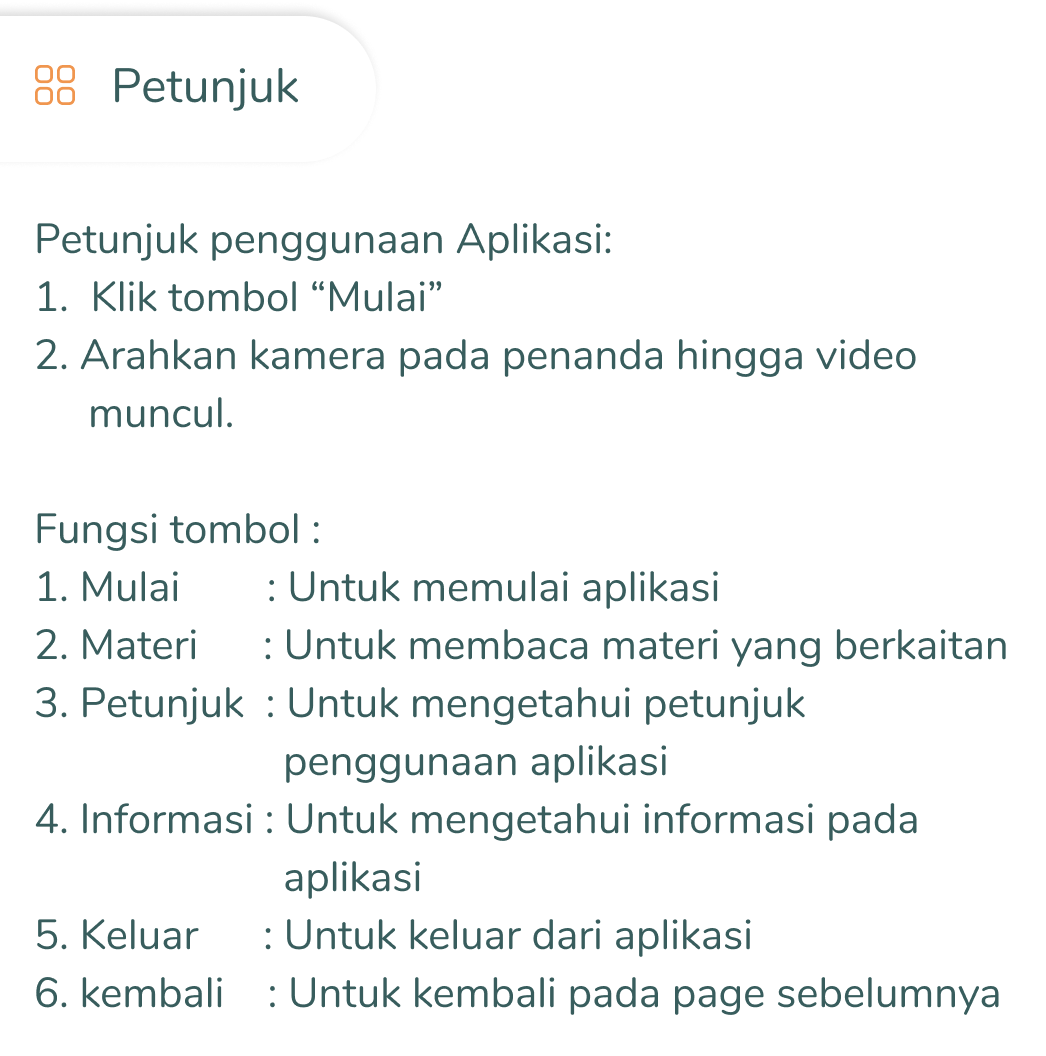 Petunjuk
Petunjuk penggunaan Aplikasi:
1. Klik tombol “Mulai”
2. Arahkan kamera pada penanda hingga video
muncul.
Fungsi tombol :
1. Mulai : Untuk memulai aplikasi
2. Materi : Untuk membaca materi yang berkaitan
3. Petunjuk : Untuk mengetahui petunjuk
penggunaan aplikasi
4. Informasi : Untuk mengetahui informasi pada
aplikasi
5. Keluar : Untuk keluar dari aplikasi
6. kembali : Untuk kembali pada page sebelumnya